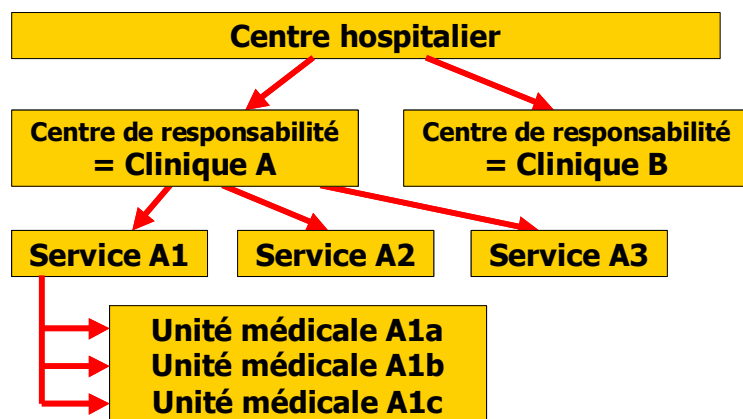 Centre hospitalier
Centre de responsabilité
= Clinique A
Centre de responsabilité
= Clinique B
Service A1
Service A2
Service A3
Unité médicale A1a
Unité médicale A1b
Unité médicale A1c